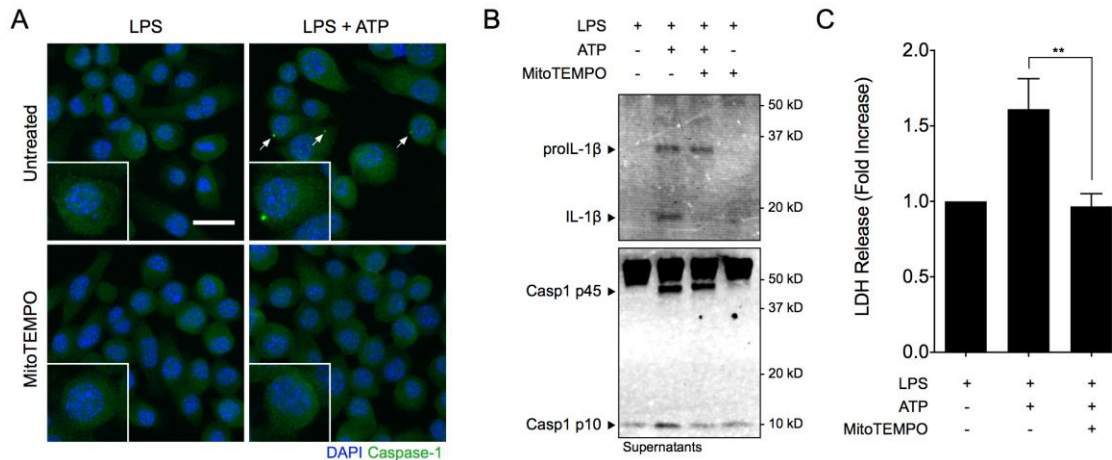 A
LPS
LPS + ATP
Untreated
MitoTEMPO
DAPI Caspase-1
B
LPS + + + +
ATP - + + -
MitoTEMPO - - + +
50 kD
37 kD
proIL-1β
20 kD
IL-1β
50 kD
Casp1 p45
37 kD
20 kD
Casp1 p10
10 kD
Supernatants
C
LDH Release (Fold Increase)
2.0
**
1.5
1.0
0.5
0.0
LPS + + +
ATP - + +
MitoTEMPO - - +